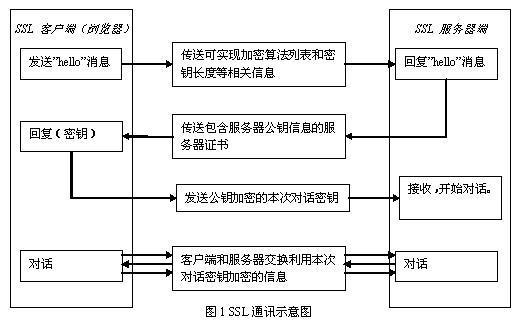 SSL 客户端（浏览器）
SSL 服务器端
发送"hello"消息
传送可实现加密算法列表和密
钥长度等相关信息
回复"hello"消息
回复（密钥）
传送包含服务器公钥信息的服
务器证书
发送公钥加密的本次对话密钥
接收,开始对话。
对话
客户端和服务器交换利用本次
对话密钥加密的信息
对话
图 1 SSL 通讯示意图